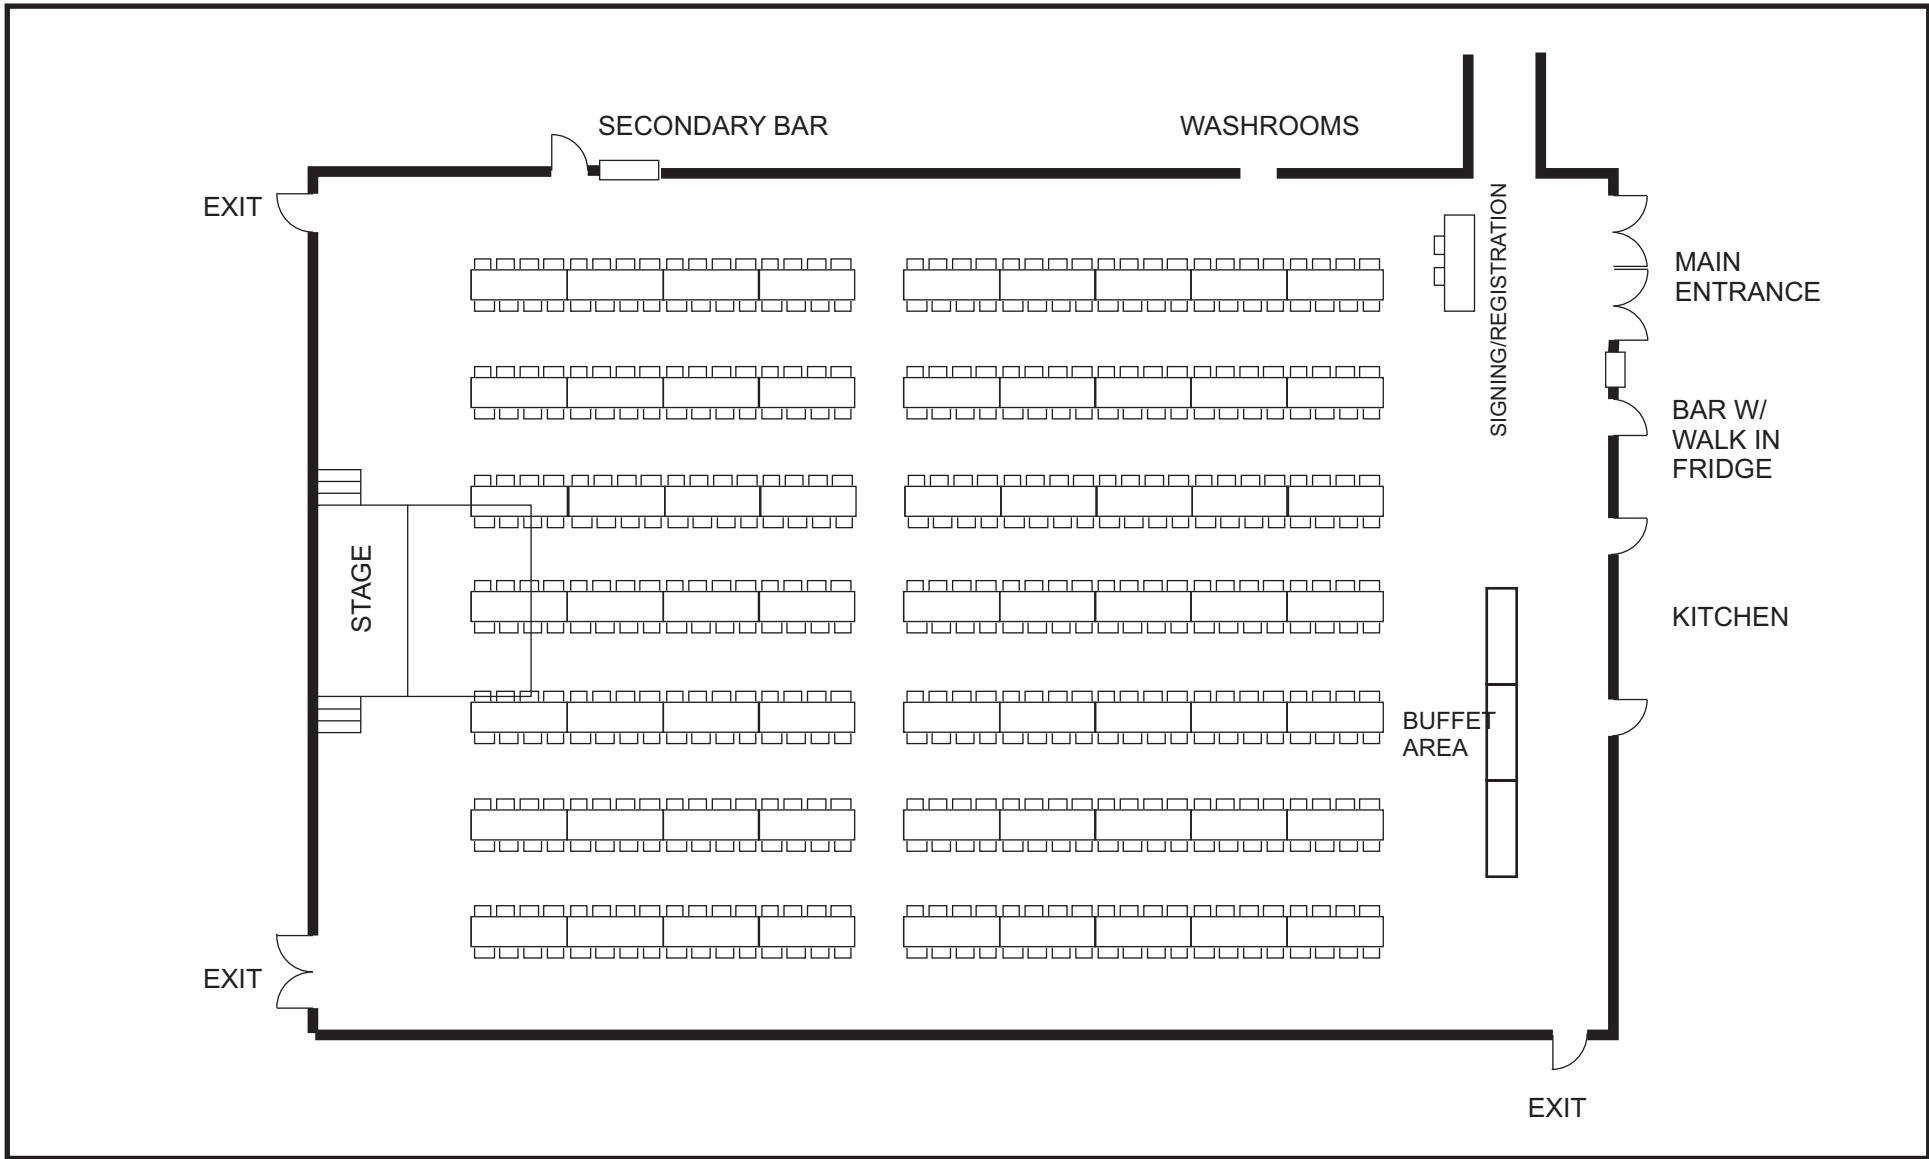 SECONDARY BAR
WASHROOMS
EXIT
SIGNING/REGISTRATION
MAIN
ENTRANCE
BAR W/
WALK IN
FRIDGE
STAGE
KITCHEN
BUFFET
AREA
EXIT
EXIT